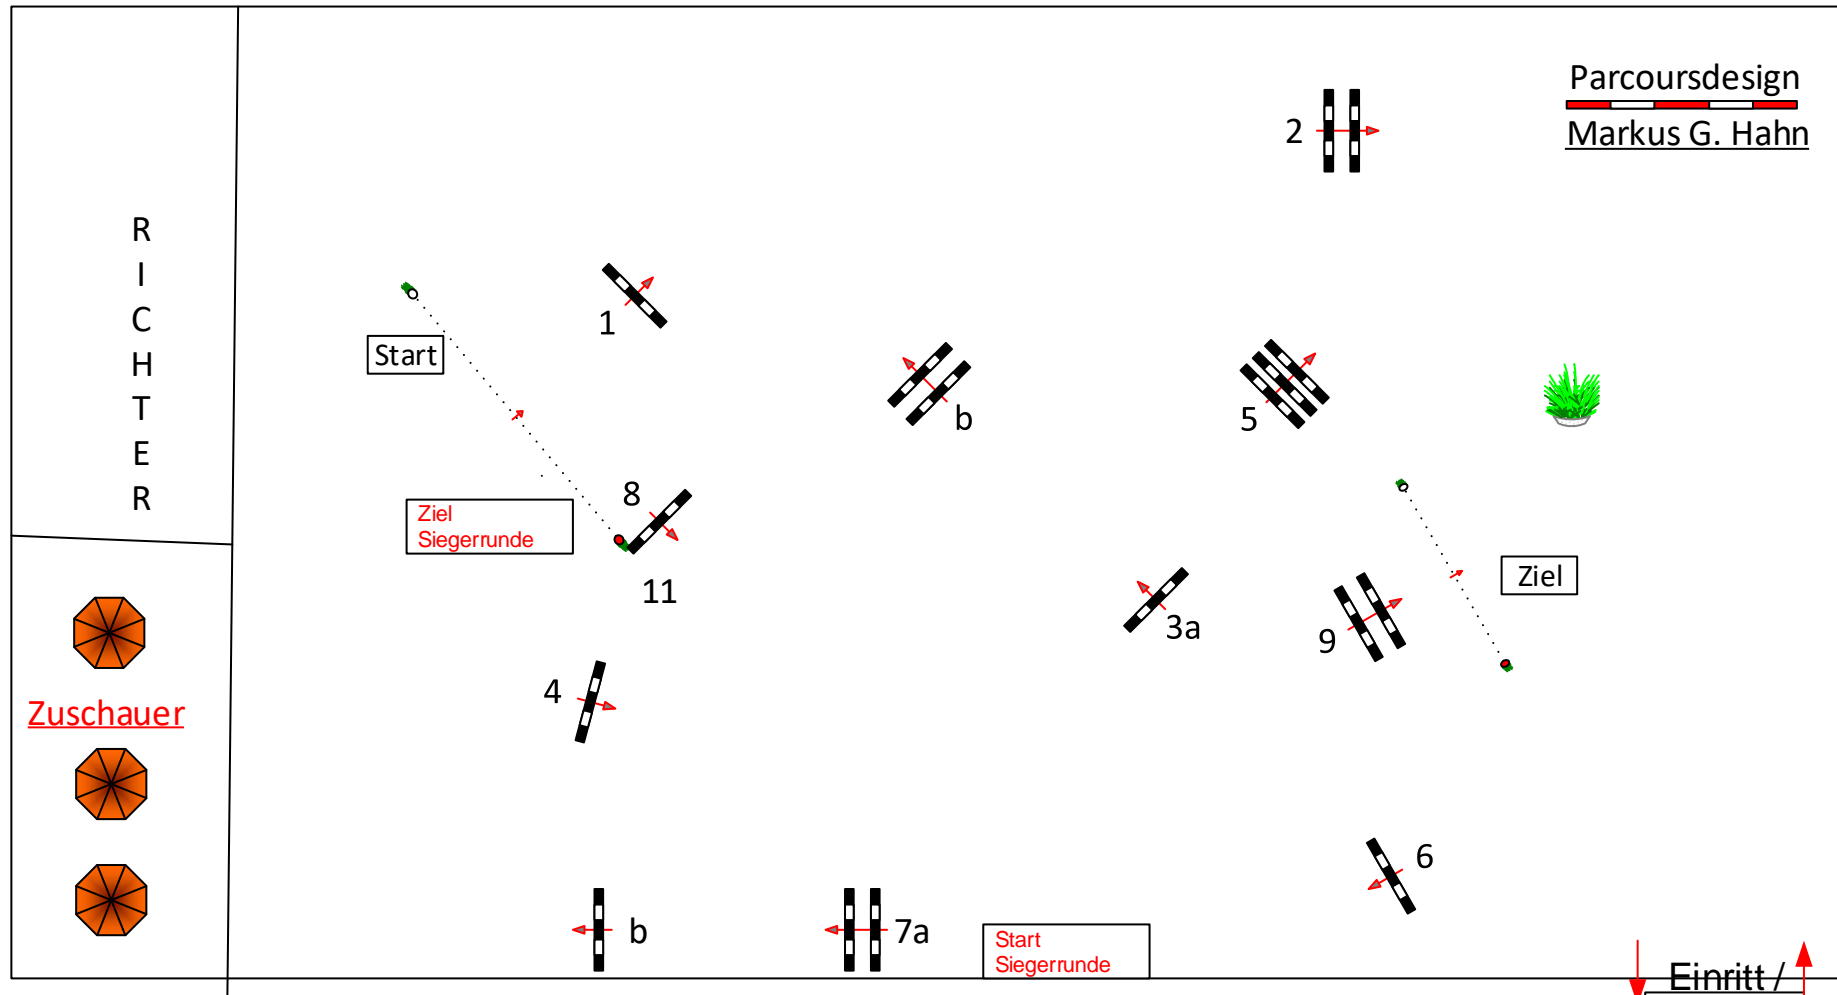 Parcoursdesign
Markus G. Hahn
2
R
I
C
H
T
E
R
1
Start
b
5
8
Ziel
Siegerrunde
11
3a
9
Ziel
4
Zuschauer
6
b
7a
Start
Siegerrunde
Einritt /